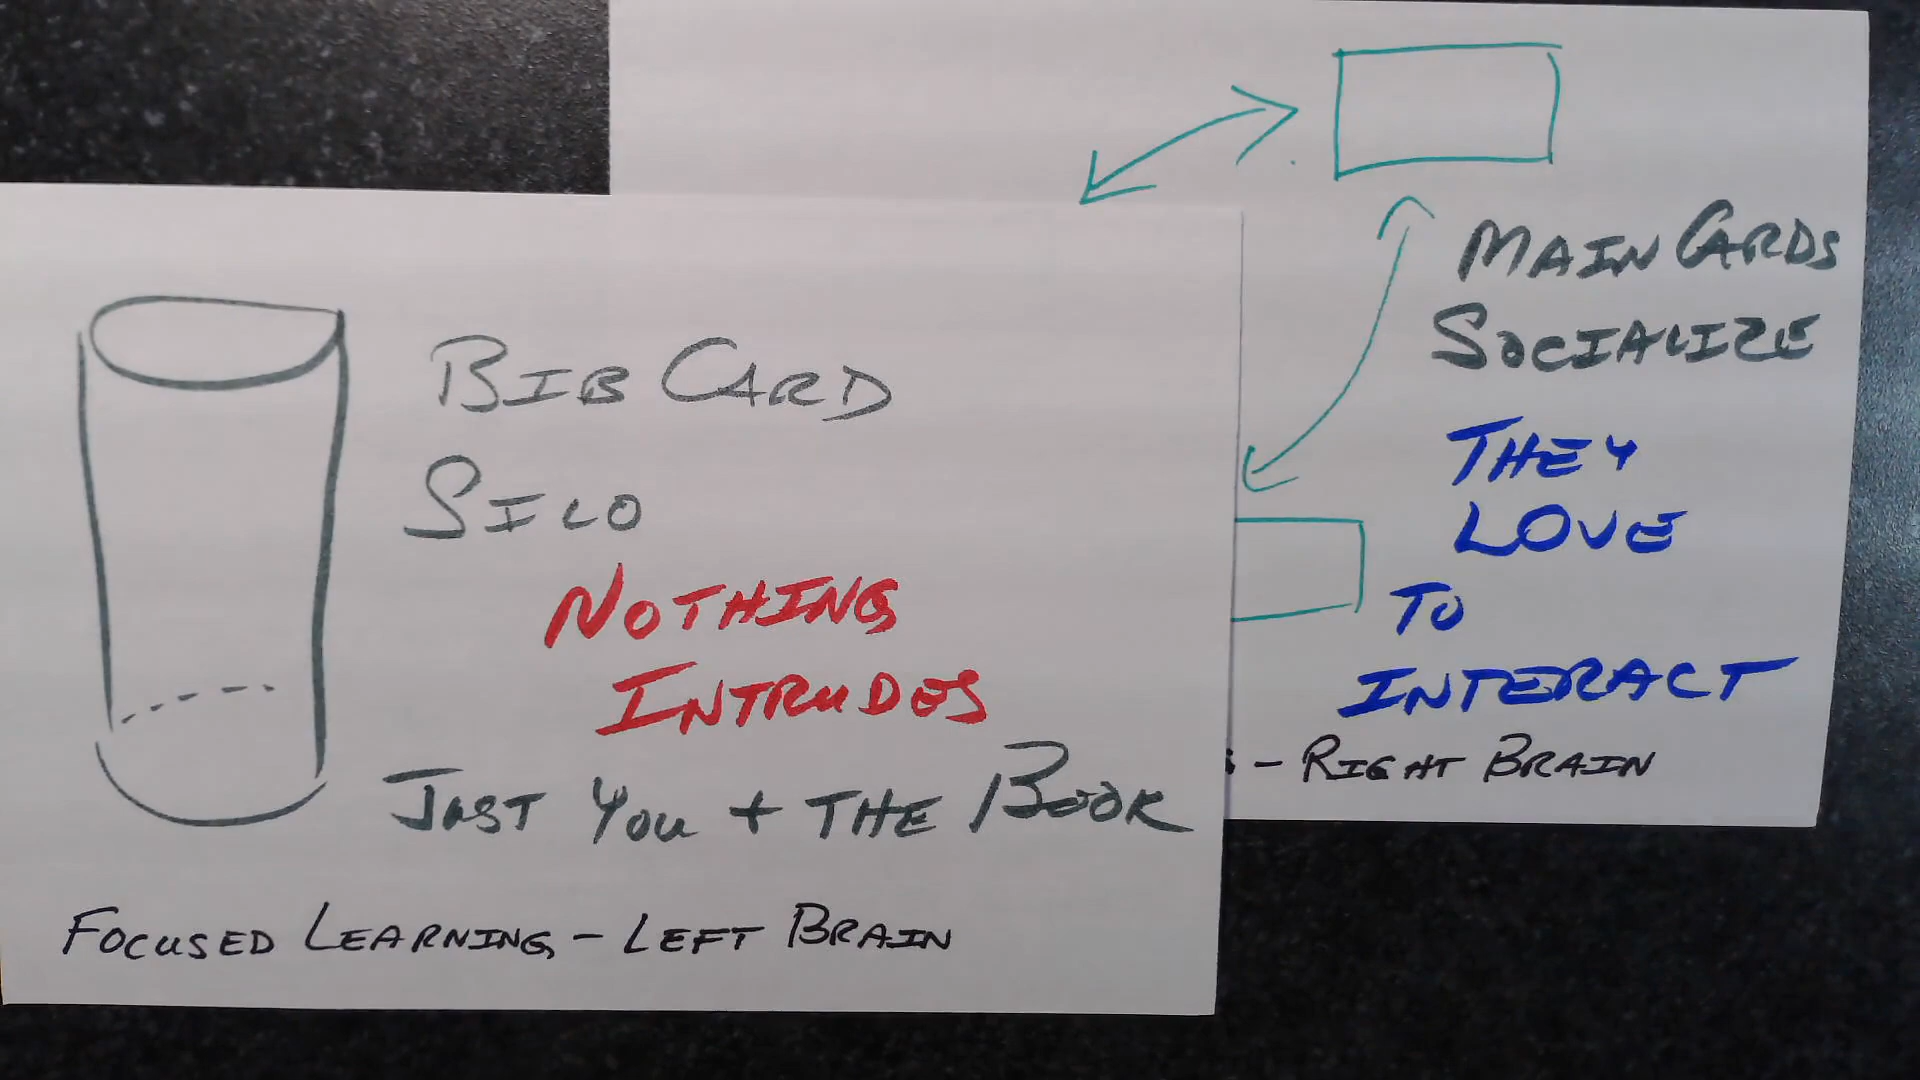 BIB CARD
SILO
NOTHING
INTRUDES
JUST YOU + THE BOOK
FOCUSED LEARNING - LEFT BRAIN
MAIN CARDS
SOCIALIZE
THEY
LOVE
TO
INTERACT
- RIGHT BRAIN